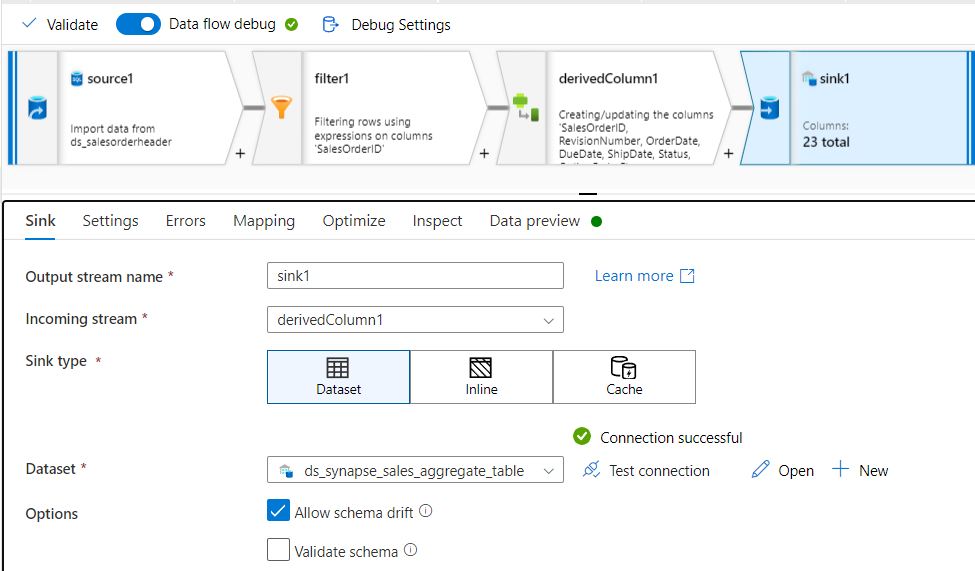 Validate Data flow debug Debug Settings
source1
Import data from
ds_salesorderheader
+
filter1
Filtering rows using
expressions on columns
'SalesOrderID'
+
derivedColumn1
Creating/updating the columns
'SalesOrderID,
RevisionNumber, OrderDate,
DueDate, ShipDate, Status,
+
sink1
Columns:
23 total
Sink Settings Errors Mapping Optimize Inspect Data preview
Output stream name * sink1 Learn more
Incoming stream * derivedColumn1
Sink type * Dataset Inline Cache
Connection successful
Dataset * ds_synapse_sales_aggregate_table Test connection Open New
Options Allow schema drift
Validate schema